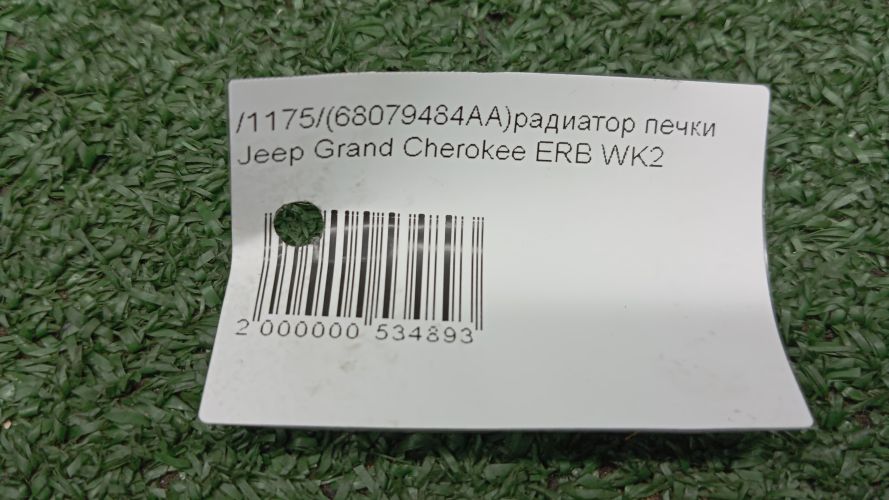 /1175/(68079484AA)радиатор печки
Jeep Grand Cherokee ERB WK2
2 000000 534893